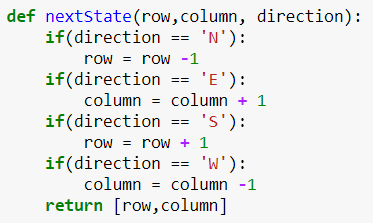 def nextState(row,column, direction):
    if(direction == 'N'):
        row = row -1
    if(direction == 'E'):
        column = column + 1
    if(direction == 'S'):
        row = row + 1
    if(direction == 'W'):
        column = column -1
    return [row,column]